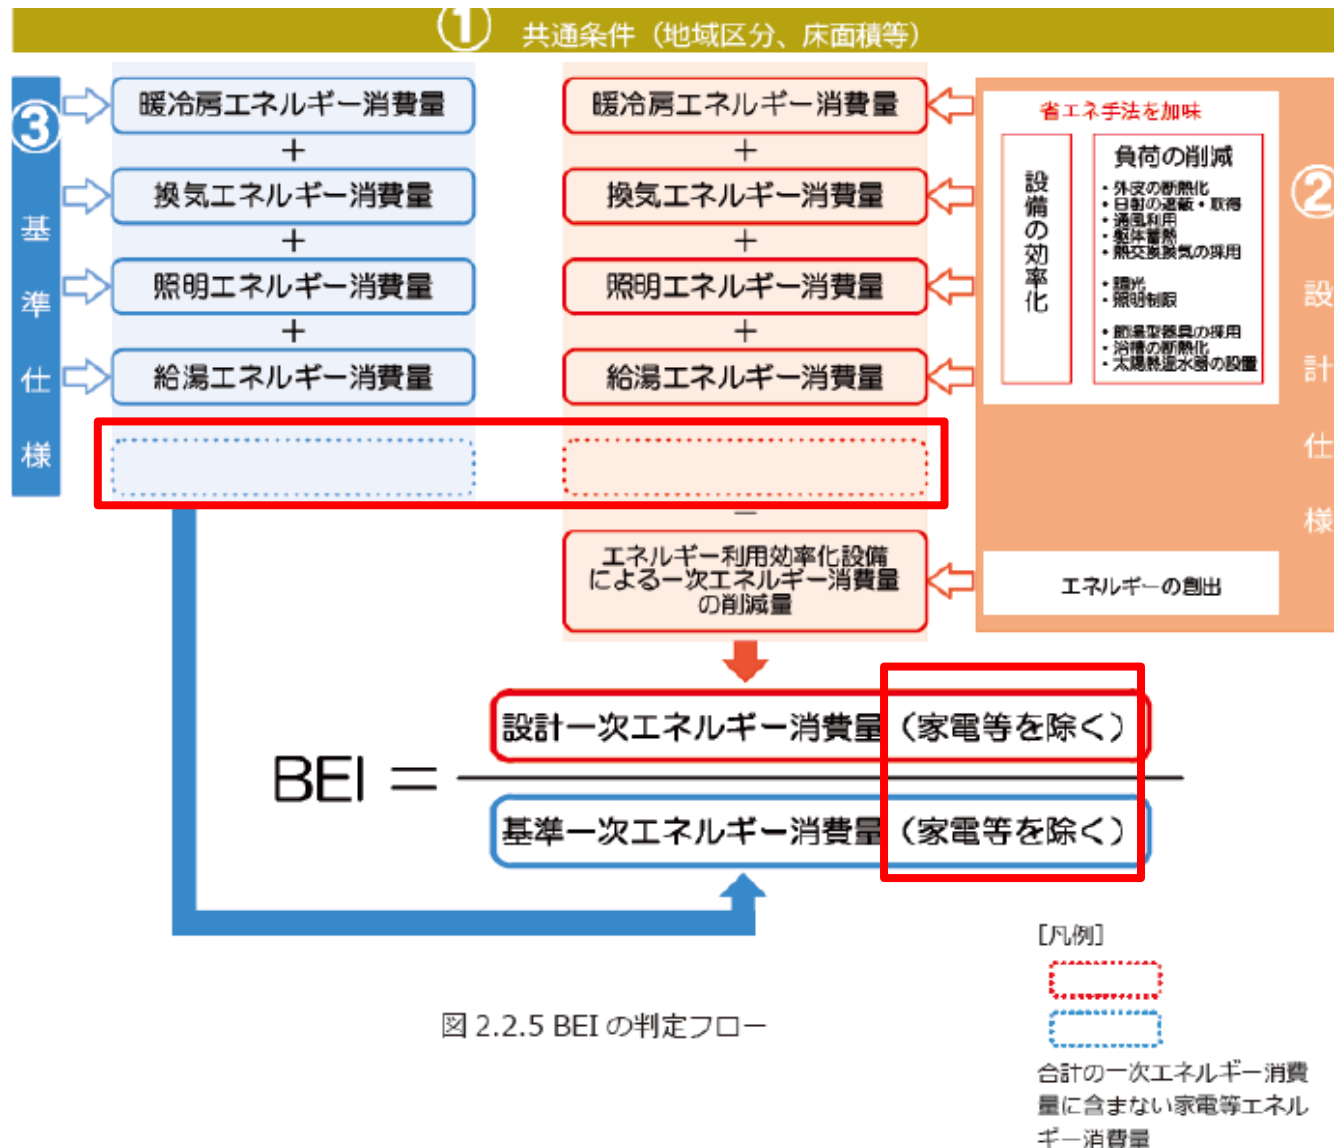 ① 共通条件（地域区分、床面積等）
③ 基準仕様
暖冷房エネルギー消費量
＋
換気エネルギー消費量
＋
照明エネルギー消費量
＋
給湯エネルギー消費量
暖冷房エネルギー消費量
＋
換気エネルギー消費量
＋
照明エネルギー消費量
＋
給湯エネルギー消費量
－
エネルギー利用効率化設備
による一次エネルギー消費量
の削減量
② 設計仕様
省エネ手法を加味
設備の効率化
負荷の削減
・外皮の断熱化
・日射の遮蔽・取得
・通風利用
・躯体蓄熱
・熱交換換気の採用
・調光
・照明制限
・節湯型器具の採用
・浴槽の断熱化
・太陽熱温水器の設置
エネルギーの創出
BEI ＝
設計一次エネルギー消費量（家電等を除く）
基準一次エネルギー消費量（家電等を除く）
［凡例］
合計の一次エネルギー消費
量に含まない家電等エネル
ギー消費量
図 2.2.5 BEI の判定フロー